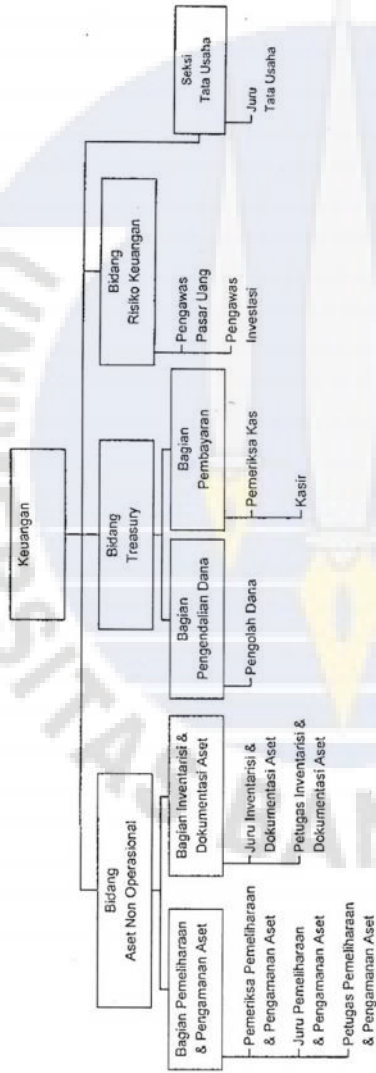 Keuangan
Bidang
Aset Non Operasional
Bidang
Treasury
Bidang
Risiko Keuangan
Seksi
Tata Usaha
Bagian Pemeliharaan
& Pengamanan Aset
Pemeriksa Pemeliharaan
& Pengamanan Aset
Juru Pemeliharaan
& Pengamanan Aset
Petugas Pemeliharaan
& Pengamanan Aset
Bagian Inventarisi &
Dokumentasi Aset
Juru Inventarisi &
Dokumentasi Aset
Petugas Inventarisi &
Dokumentasi Aset
Bagian
Pengendalian Dana
Pengolah Dana
Bagian
Pembayaran
Pemeriksa Kas
Kasir
Pengawas
Pasar Uang
Pengawas
Investasi
Juru
Tata Usaha